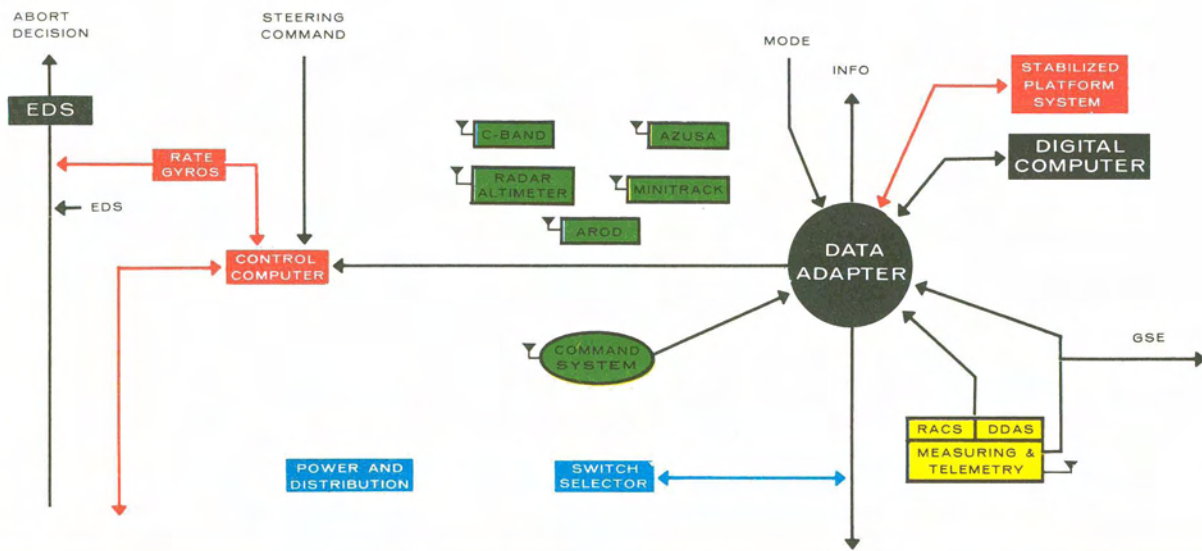 ABORT
DECISION
STEERING
COMMAND
MODE
INFO
STABILIZED
PLATFORM
SYSTEM
EDS
C-BAND
AZUSA
DIGITAL
COMPUTER
RATE
GYROS
RADAR
ALTIMETER
MINITRACK
EDS
AROD
CONTROL
COMPUTER
DATA
ADAPTER
COMMAND
SYSTEM
GSE
RACS
DDAS
MEASURING &
TELEMETRY
POWER AND
DISTRIBUTION
SWITCH
SELECTOR